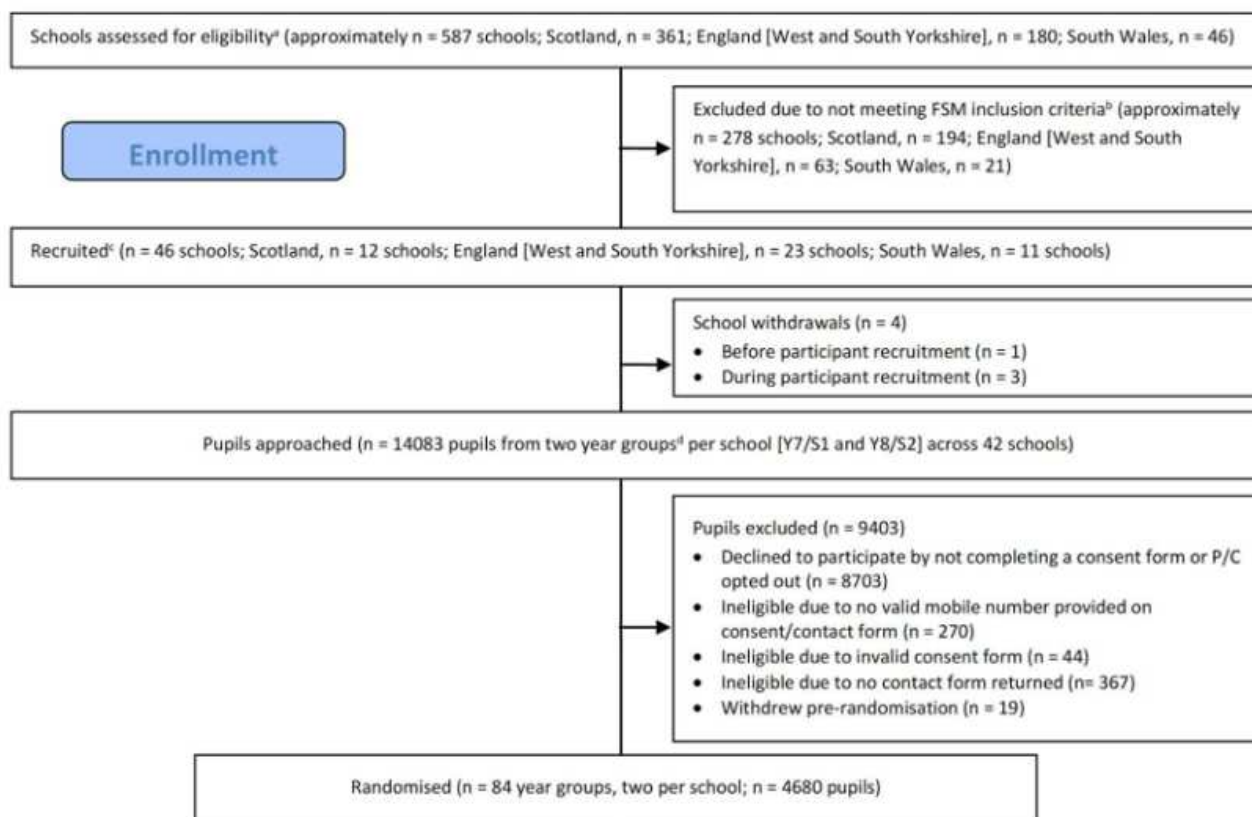 Schools assessed for eligibilityᵃ (approximately n = 587 schools; Scotland, n = 361; England [West and South Yorkshire], n = 180; South Wales, n = 46)
Enrollment
Excluded due to not meeting FSM inclusion criteriaᵇ (approximately
n = 278 schools; Scotland, n = 194; England [West and South
Yorkshire], n = 63; South Wales, n = 21)
Recruitedᶜ (n = 46 schools; Scotland, n = 12 schools; England [West and South Yorkshire], n = 23 schools; South Wales, n = 11 schools)
School withdrawals (n = 4)
• Before participant recruitment (n = 1)
• During participant recruitment (n = 3)
Pupils approached (n = 14083 pupils from two year groupsᵈ per school [Y7/S1 and Y8/S2] across 42 schools)
Pupils excluded (n = 9403)
• Declined to participate by not completing a consent form or P/C
opted out (n = 8703)
• Ineligible due to no valid mobile number provided on
consent/contact form (n = 270)
• Ineligible due to invalid consent form (n = 44)
• Ineligible due to no contact form returned (n= 367)
• Withdrew pre-randomisation (n = 19)
Randomised (n = 84 year groups, two per school; n = 4680 pupils)